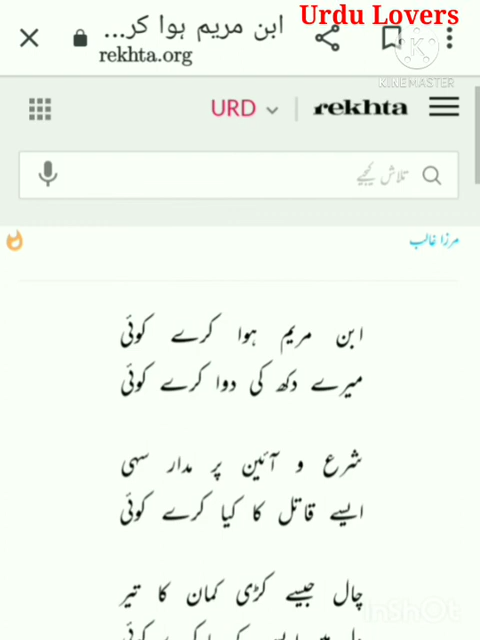 Urdu Lovers
ابن مریم ہوا کر...
rekhta.org
KINEMASTER
URD
rekhta
تلاش کیجیے
مرزا غالب
ابن مریم ہوا کرے کوئی
میرے دکھ کی دوا کرے کوئی
شرع و آئین پر مدار سہی
ایسے قاتل کا کیا کرے کوئی
چال جیسے کڑی کمان کا تیر
InShOt